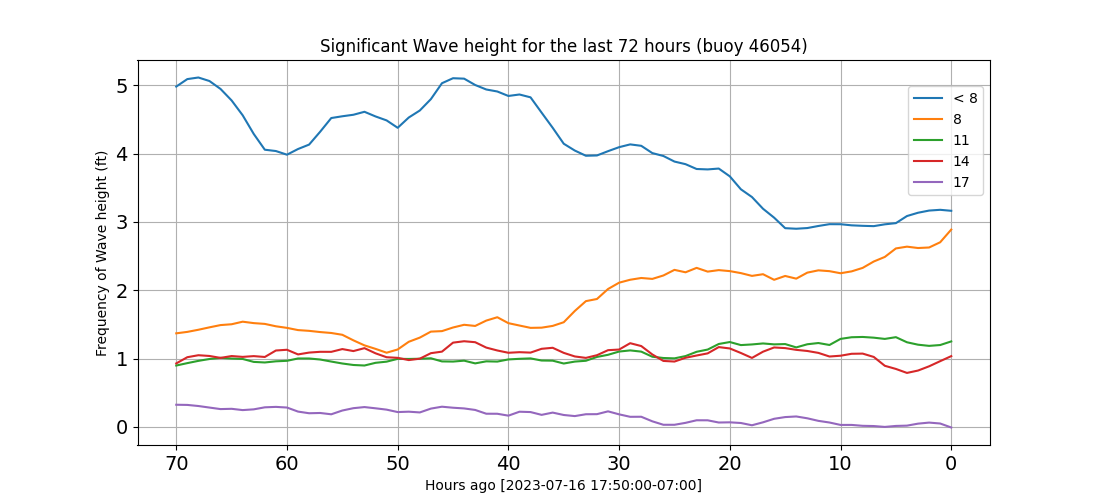 Significant Wave height for the last 72 hours (buoy 46054)
Frequency of Wave height (ft)
5
4
3
2
1
0
< 8
8
11
14
17
70 60 50 40 30 20 10 0
Hours ago [2023-07-16 17:50:00-07:00]